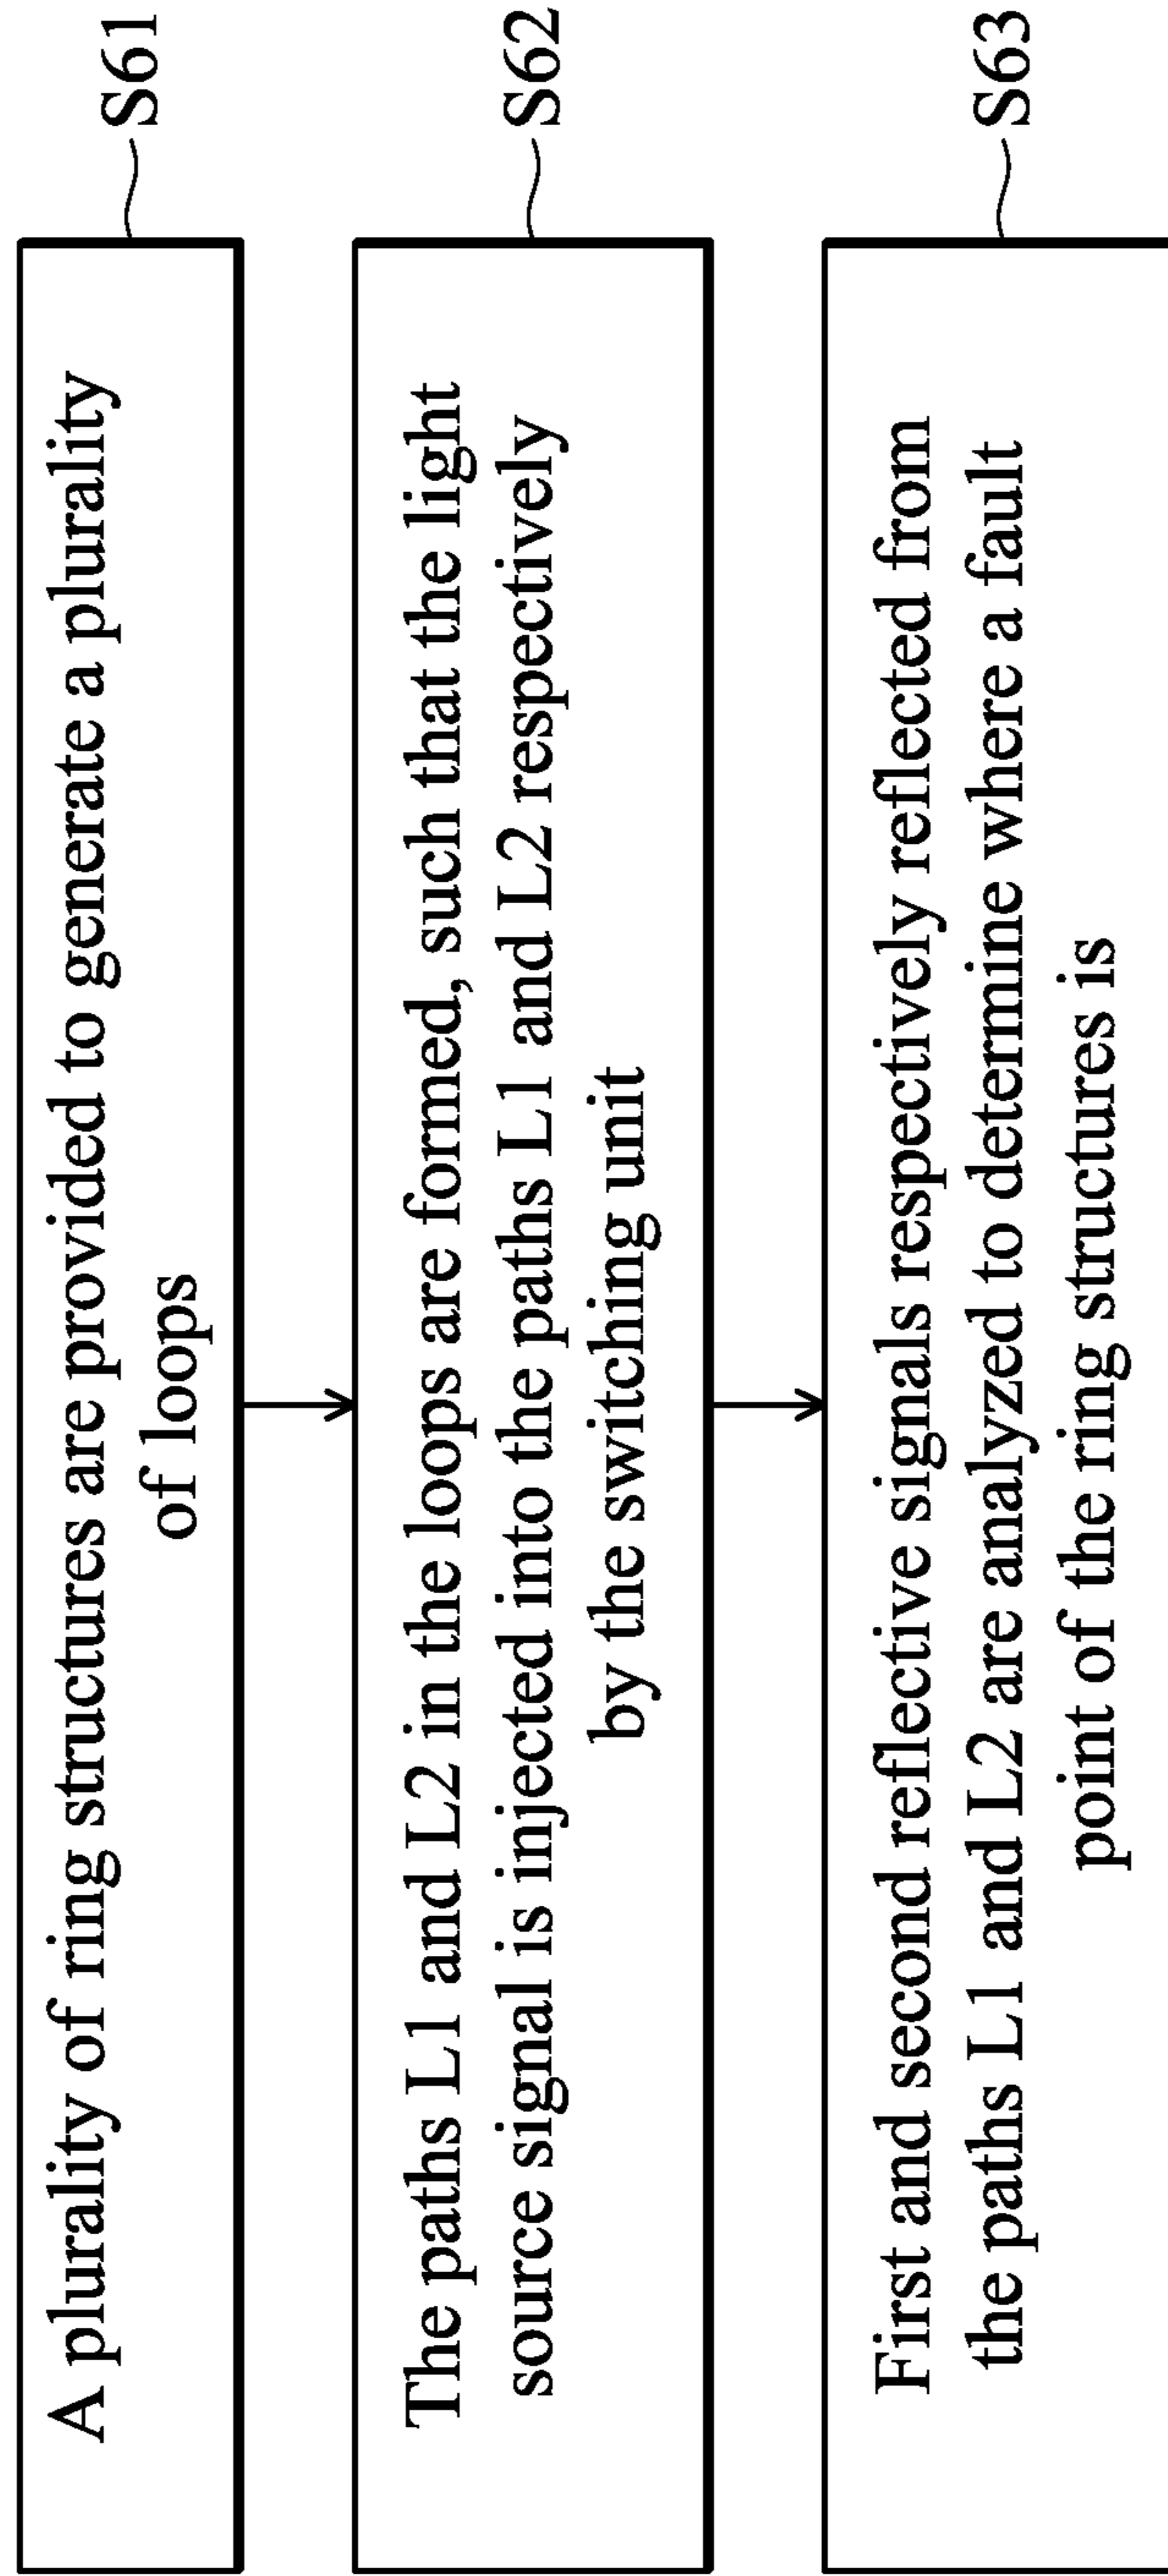 A plurality of ring structures are provided to generate a plurality
of loops
S61
The paths L1 and L2 in the loops are formed, such that the light
source signal is injected into the paths L1 and L2 respectively
by the switching unit
S62
First and second reflective signals respectively reflected from
the paths L1 and L2 are analyzed to determine where a fault
point of the ring structures is
S63